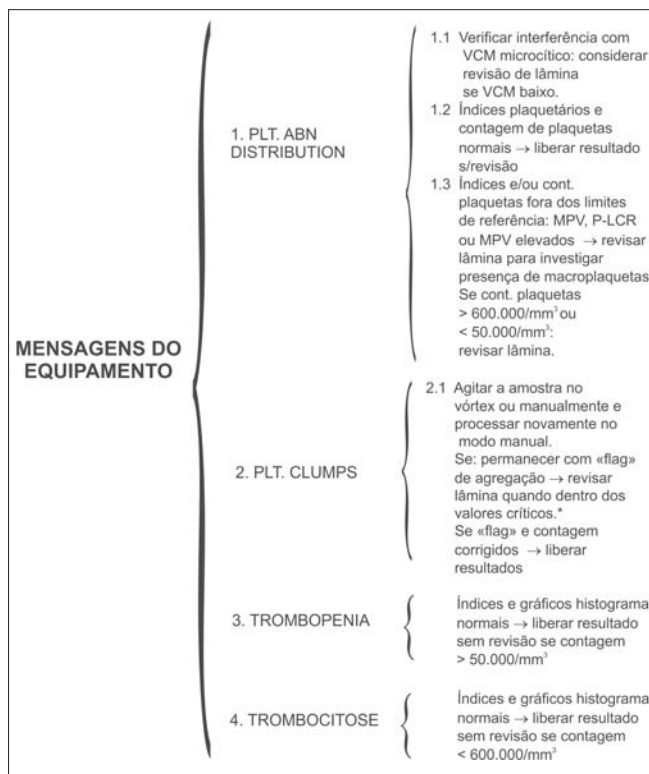 MENSAGENS DO
EQUIPAMENTO
1. PLT. ABN
DISTRIBUTION
1.1 Verificar interferência com
VCM microcítico: considerar
revisão de lâmina
se VCM baixo.
1.2 Índices plaquetários e
contagem de plaquetas
normais → liberar resultado
s/revisão
1.3 Índices e/ou cont.
plaquetas fora dos limites
de referência: MPV, P-LCR
ou MPV elevados → revisar
lâmina para investigar
presença de macroplaquetas
Se cont. plaquetas
> 600.000/mm³ ou
< 50.000/mm³:
revisar lâmina.
2. PLT. CLUMPS
2.1 Agitar a amostra no
vórtex ou manualmente e
processar novamente no
modo manual.
Se: permanecer com «flag»
de agregação → revisar
lâmina quando dentro dos
valores críticos.*
Se «flag» e contagem
corrigidos → liberar
resultados
3. TROMBOPENIA
Índices e gráficos histograma
normais → liberar resultado
sem revisão se contagem
> 50.000/mm³
4. TROMBOCITOSE
Índices e gráficos histograma
normais → liberar resultado
sem revisão se contagem
< 600.000/mm³